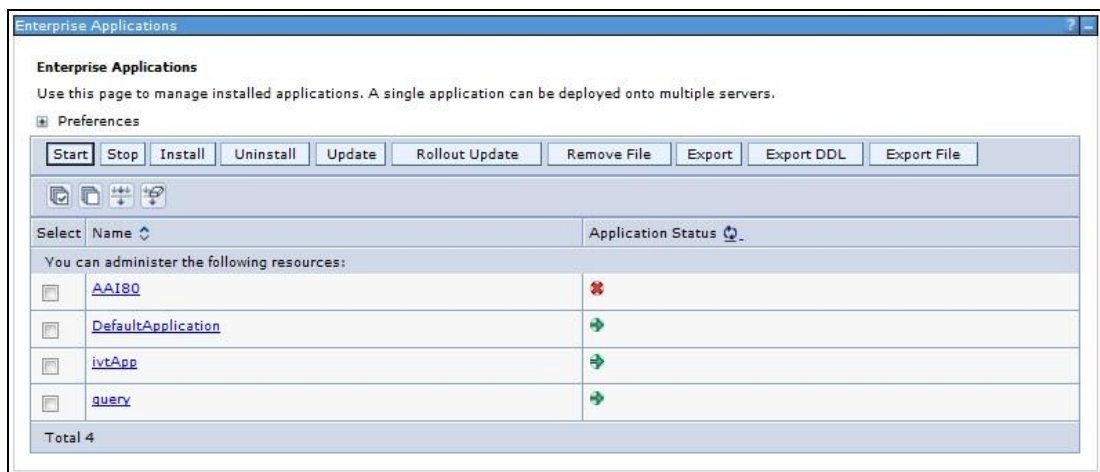 Enterprise Applications ? -
Enterprise Applications
Use this page to manage installed applications. A single application can be deployed onto multiple servers.
+ Preferences
Start Stop Install Uninstall Update Rollout Update Remove File Export Export DDL Export File
Select Name Application Status
You can administer the following resources:
AAI80
DefaultApplication
ivtApp
query
Total 4